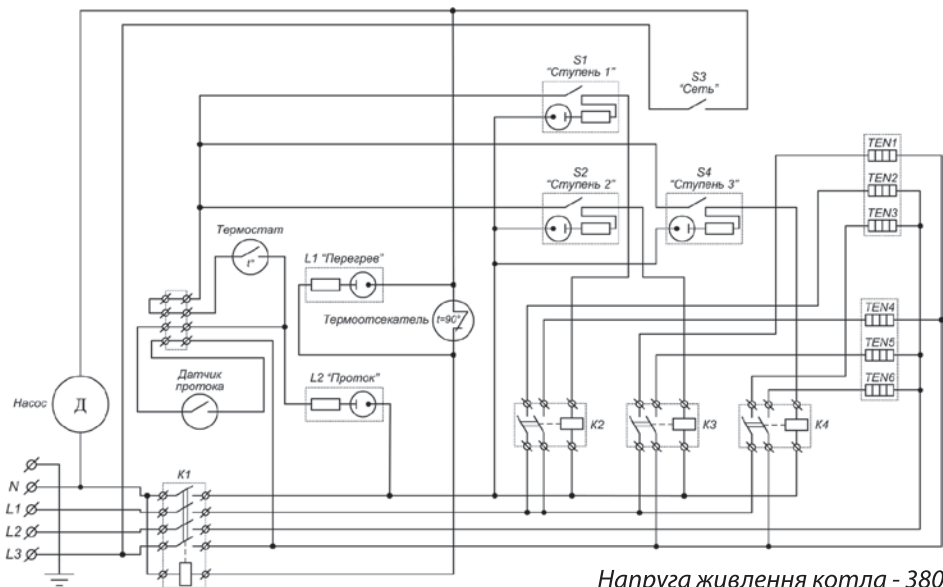 S1
"Ступень 1"
S3
"Сеть"
S2
"Ступень 2"
S4
"Ступень 3"
TEN1
TEN2
TEN3
Термостат
t°
L1 "Перегрев"
Термоотсекатель
t=90°
TEN4
TEN5
TEN6
Датчик
протока
L2 "Проток"
Насос
Д
K2
K3
K4
K1
N
L1
L2
L3
Напруга живлення котла - 380